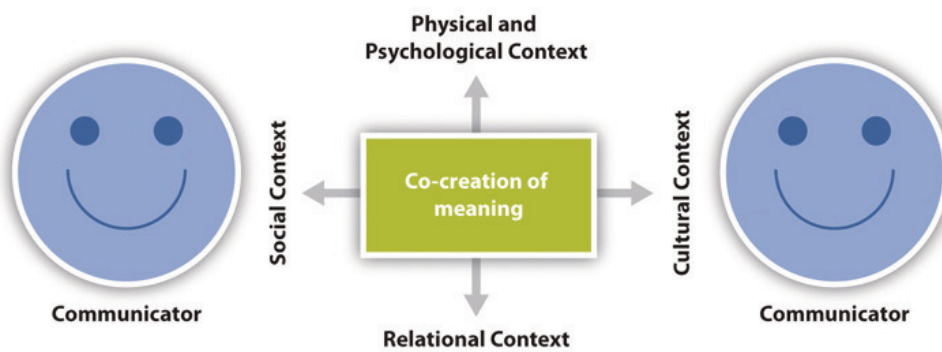 Physical and
Psychological Context
Social Context
Co-creation of
meaning
Cultural Context
Communicator
Relational Context
Communicator